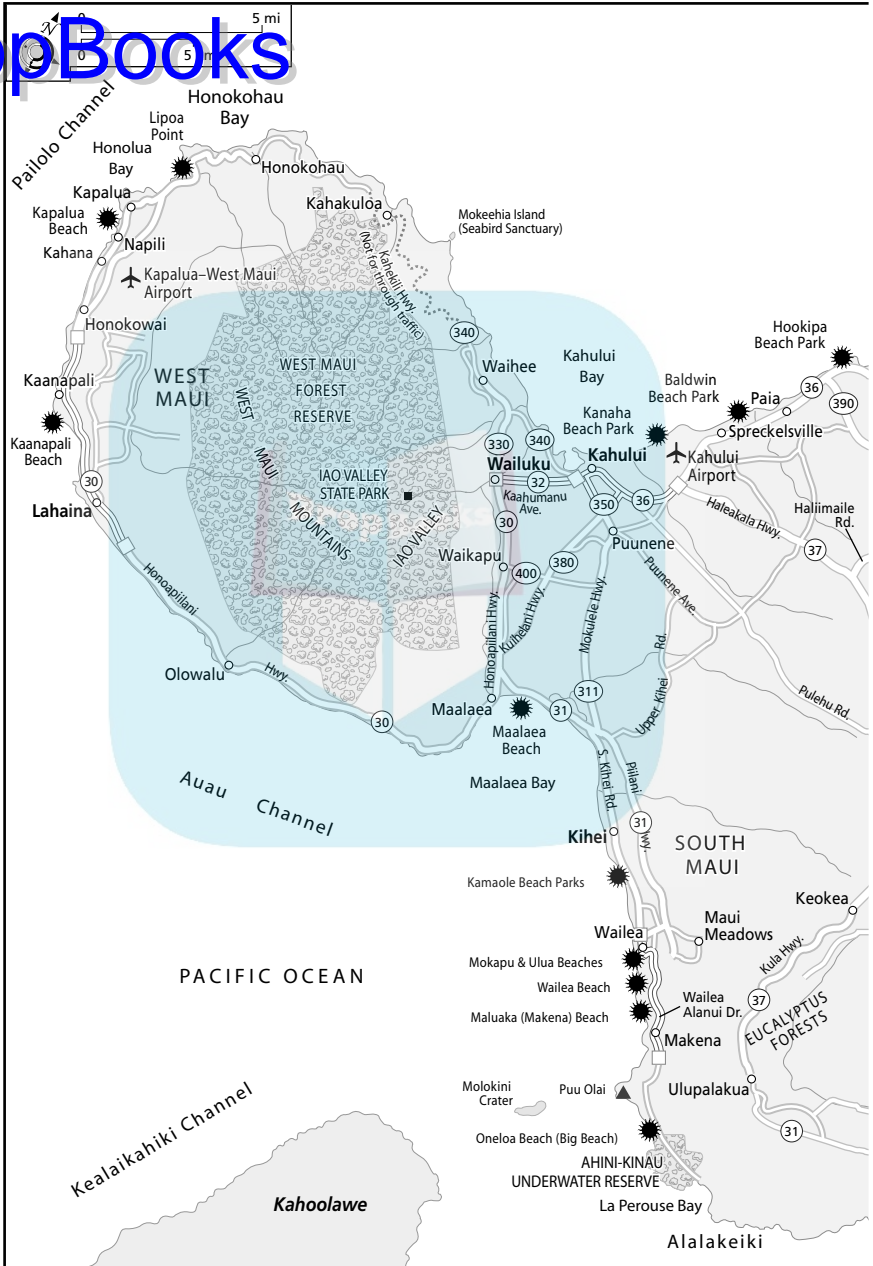 N
0
5 mi
0
5
pBooks
Pailolo Channel
Honokohau
Bay
Lipoa
Point
Honolua
Bay
Honokohau
Kapalua
Kapalua
Beach
Napili
Kahana
Kahakuloa
Mokeehia Island
(Seabird Sanctuary)
Kahekili Hwy.
(Not for through traffic)
Kapalua–West Maui
Airport
Honokowai
340
Hookipa
Beach Park
Kaanapali
WEST
MAUI
WEST MAUI
FOREST
RESERVE
Waihee
Kahului
Bay
Baldwin
Beach Park
Paia
36
390
Kaanapali
Beach
WEST
MAUI
MOUNTAINS
Kanaha
Beach Park
Spreckelsville
330
340
Wailuku
Kahului
Kahului
Airport
30
Lahaina
IAO VALLEY
STATE PARK
IAO VALLEY
32
Kaahumanu
Ave.
350
36
Haleakala Hwy.
Haliimaile
Rd.
30
Puunene
37
Waikapu
400
380
Puunene Ave.
Honoapiilani
Hwy.
Honoapiilani Hwy.
Kuihelani Hwy.
Mokulele Hwy.
Upper Kihei
Rd.
Olowalu
30
Maalaea
311
31
Pulehu Rd.
Maalaea
Beach
Maalaea Bay
S. Kihei Rd.
Piilani
Hwy.
Auau Channel
31
Kihei
SOUTH
MAUI
Kamaole Beach Parks
Keokea
Maui
Meadows
Wailea
Kula Hwy.
PACIFIC OCEAN
Mokapu & Ulua Beaches
Wailea Beach
Wailea
Alanui Dr.
37
EUCALYPTUS
FORESTS
Maluaka (Makena) Beach
Makena
Molokini
Crater
Puu Olai
Ulupalakua
31
Kealaikahiki Channel
Oneloa Beach (Big Beach)
AHINI-KINAU
UNDERWATER RESERVE
La Perouse Bay
Kahoolawe
Alalakeiki